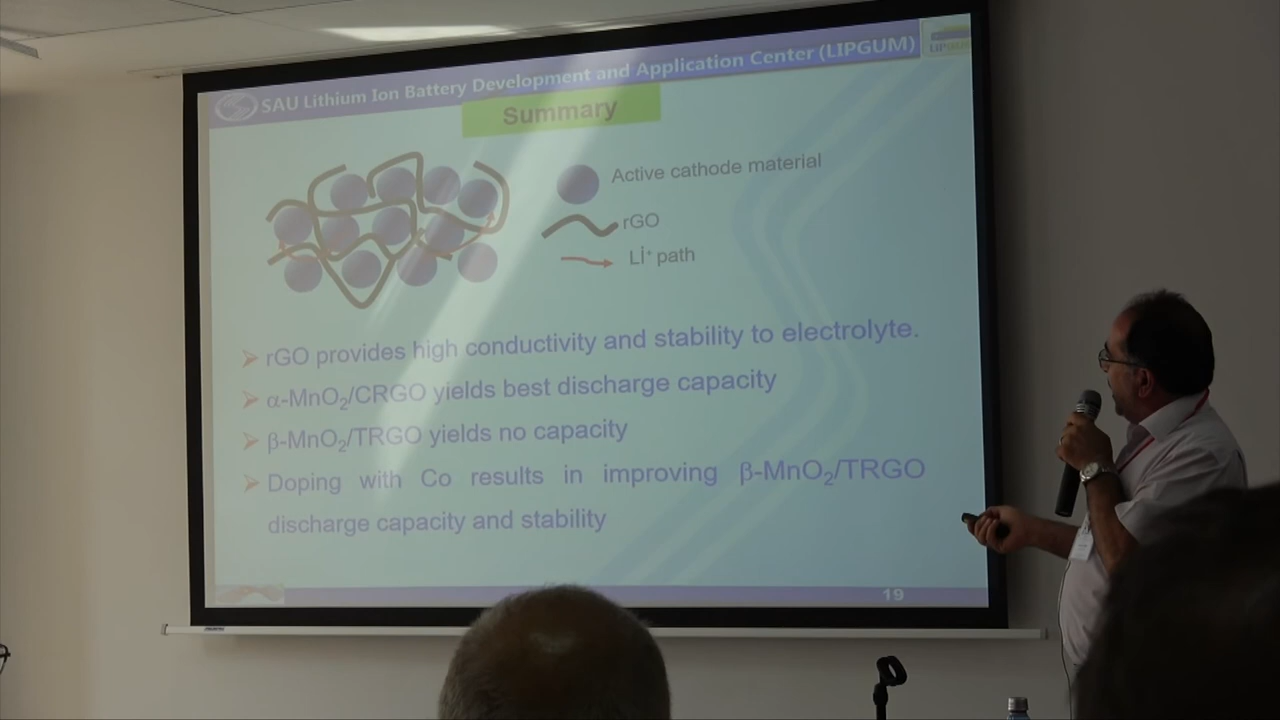 SAU Lithium Ion Battery Development and Application Center (LIPGUM)
LIPGUM
Summary
Active cathode material
rGO
Lİ⁺ path
➢ rGO provides high conductivity and stability to electrolyte.
➢ α-MnO₂/CRGO yields best discharge capacity
➢ β-MnO₂/TRGO yields no capacity
➢ Doping with Co results in improving β-MnO₂/TRGO
discharge capacity and stability
19